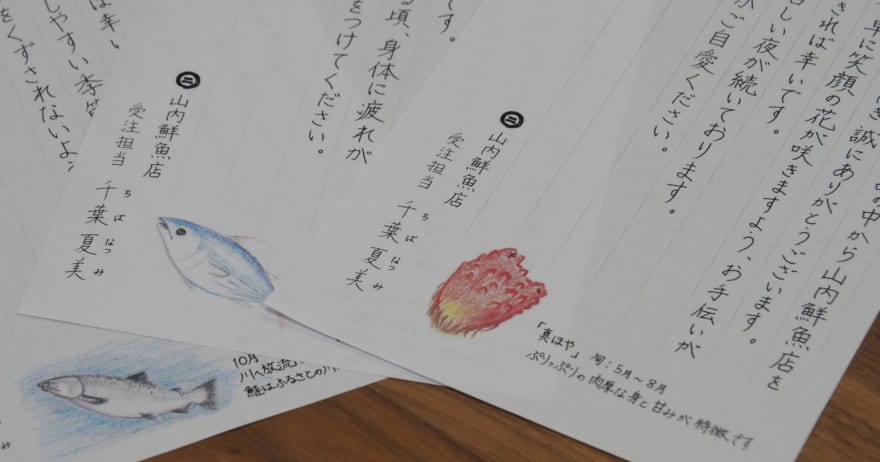 早に笑顔の花が咲きますよう、お手伝いが
誠にありがとうございます。
の中から山内鮮魚店を
きれば幸いです。
しい夜が続いております。
ご自愛ください。
㊁山内鮮魚店
受注担当 千葉夏美
ちば なつみ
「真ほや」 旬：5月～8月
ぷりっぷりの肉厚な身と甘みが特徴です
です。
る頃、身体に疲れが
をつけてください。
㊁山内鮮魚店
受注担当 千葉夏美
ちば なつみ
は幸い
しやすい季
をくずされないよう
10月
川へ放流
鮭はふるさとの川